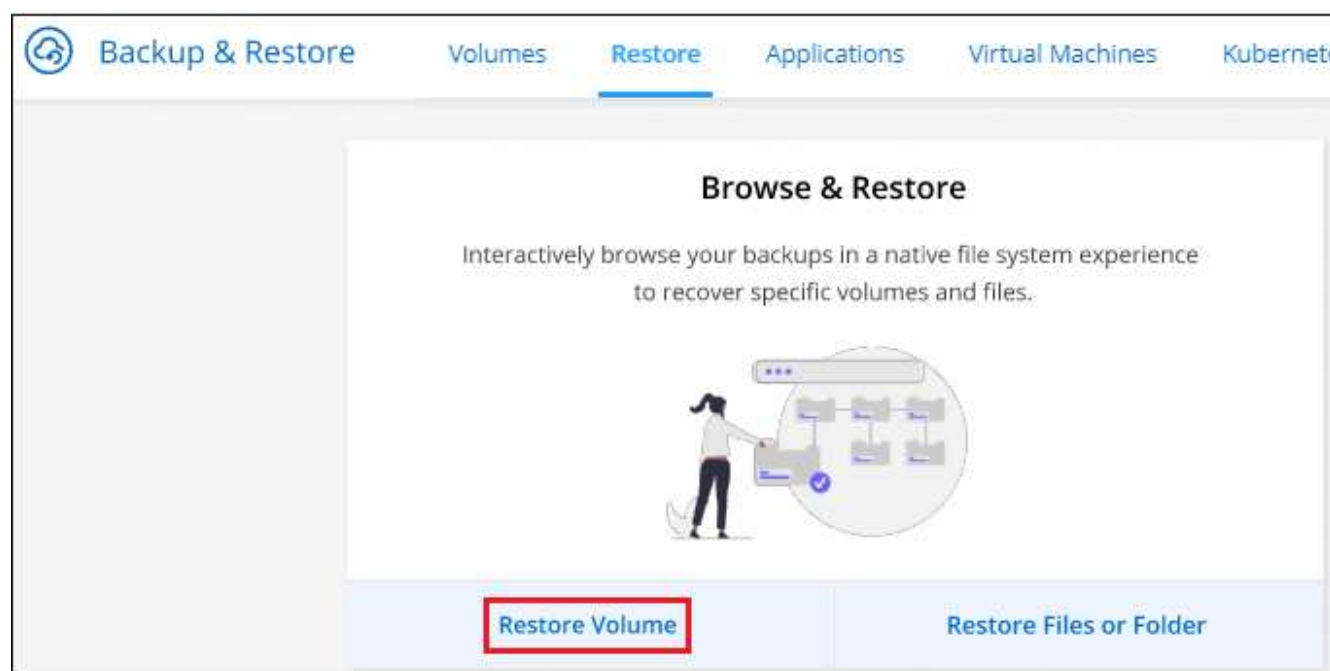 Backup & Restore Volumes Restore Applications Virtual Machines Kubernet
Browse & Restore
Interactively browse your backups in a native file system experience
to recover specific volumes and files.
Restore Volume Restore Files or Folder